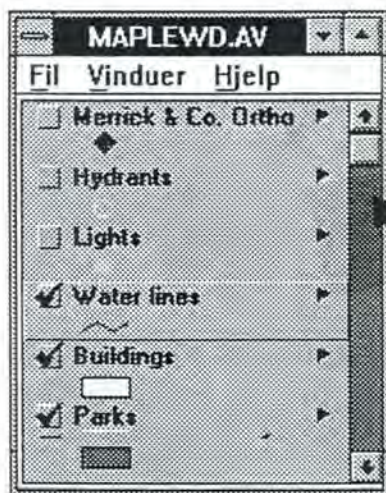 MAPLEWD.AV
Fil Vinduer Hjelp
Merrick & Co. Ortho
Hydrants
Lights
Water lines
Buildings
Parks